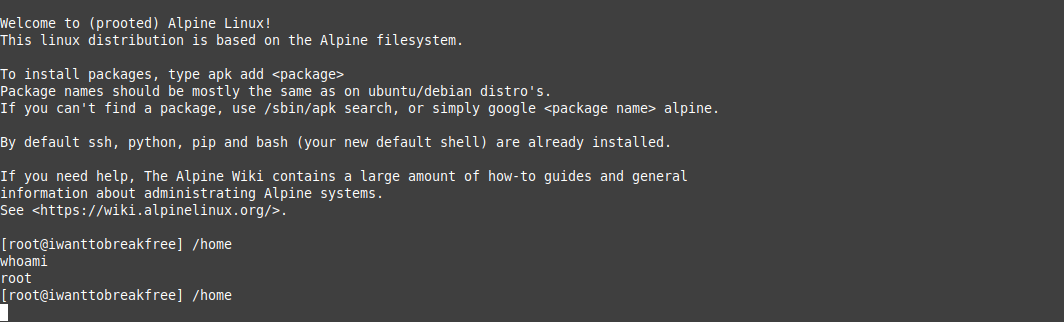 Welcome to (prooted) Alpine Linux!
This linux distribution is based on the Alpine filesystem.
To install packages, type apk add <package>
Package names should be mostly the same as on ubuntu/debian distro's.
If you can't find a package, use /sbin/apk search, or simply google <package name> alpine.
By default ssh, python, pip and bash (your new default shell) are already installed.
If you need help, The Alpine Wiki contains a large amount of how-to guides and general
information about administrating Alpine systems.
See <https://wiki.alpinelinux.org/>.
[root@iwanttobreakfree] /home
whoami
root
[root@iwanttobreakfree] /home